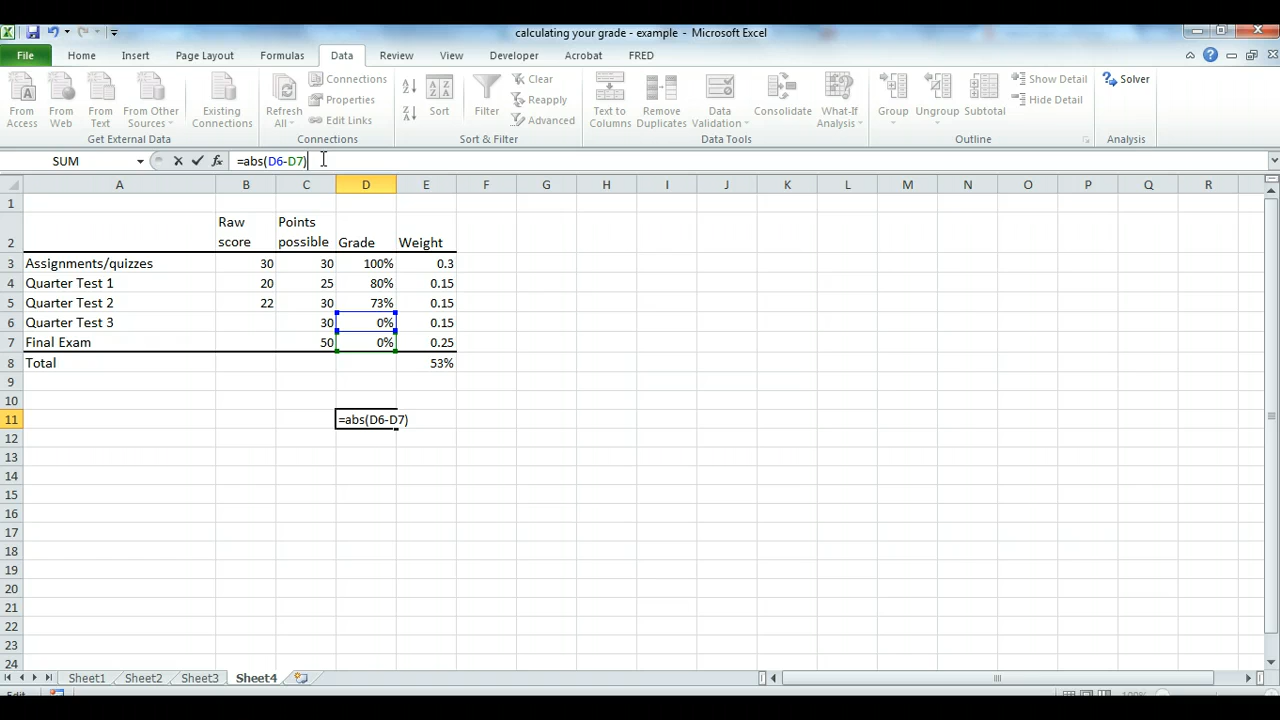 calculating your grade - example - Microsoft Excel
File Home Insert Page Layout Formulas Data Review View Developer Acrobat FRED
From Access
From Web
From Text
From Other Sources
Existing Connections
Refresh All
Connections
Properties
Edit Links
Sort
Filter
Clear
Reapply
Advanced
Text to Columns
Remove Duplicates
Data Validation
Consolidate
What-If Analysis
Group
Ungroup
Subtotal
Show Detail
Hide Detail
Solver
Get External Data Connections Sort & Filter Data Tools Outline Analysis
SUM fx =abs(D6-D7)
A B C D E F G H I J K L M N O P Q R
1
2 Raw score Points possible Grade Weight
3 Assignments/quizzes 30 30 100% 0.3
4 Quarter Test 1 20 25 80% 0.15
5 Quarter Test 2 22 30 73% 0.15
6 Quarter Test 3 30 0% 0.15
7 Final Exam 50 0% 0.25
8 Total 53%
9
10
11 =abs(D6-D7)
12
13
14
15
16
17
18
19
20
21
22
23
24
Sheet1 Sheet2 Sheet3 Sheet4